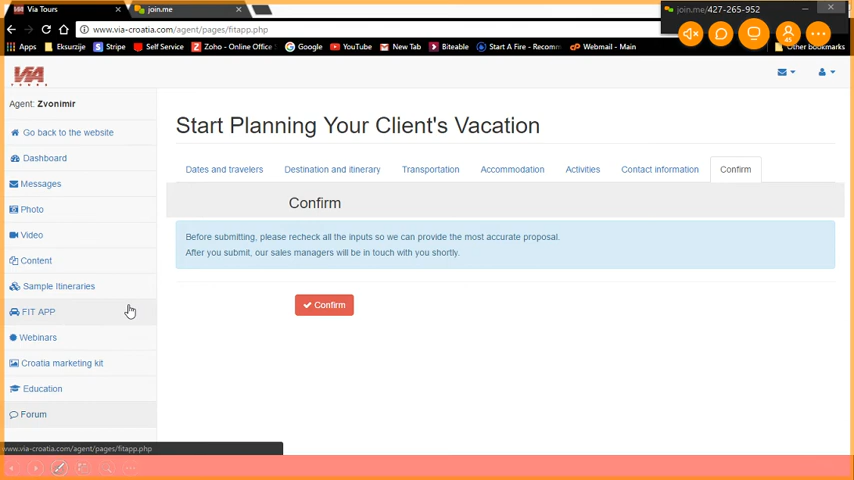 Via Tours
join.me
join.me/427-265-952
www.via-croatia.com/agent/pages/fitapp.php
Apps
Eksurzije
Stripe
Self Service
Zoho - Online Office
Google
YouTube
New Tab
Biteable
Start A Fire - Recomm
Webmail - Main
Other bookmarks
45
VIA
TOURS
Agent: Zvonimir
Go back to the website
Dashboard
Messages
Photo
Video
Content
Sample Itineraries
FIT APP
Webinars
Croatia marketing kit
Education
Forum
Start Planning Your Client's Vacation
Dates and travelers
Destination and itinerary
Transportation
Accommodation
Activities
Contact information
Confirm
Confirm
Before submitting, please recheck all the inputs so we can provide the most accurate proposal.
After you submit, our sales managers will be in touch with you shortly.
Confirm
www.via-croatia.com/agent/pages/fitapp.php